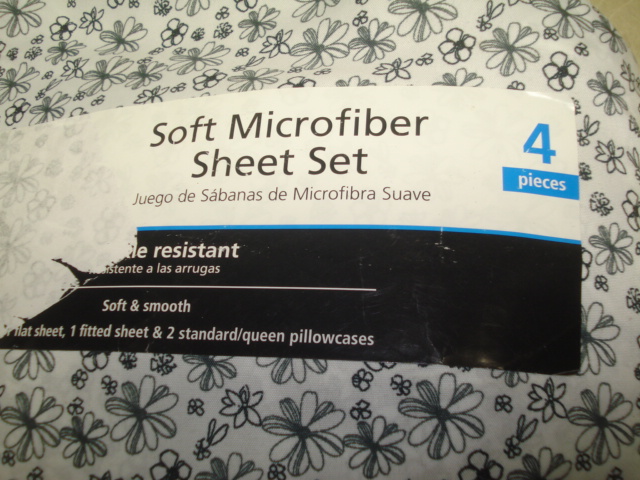 Soft Microfiber
Sheet Set
Juego de Sábanas de Microfibra Suave
4
pieces
resistant
a las arrugas
Soft & smooth
flat sheet, 1 fitted sheet & 2 standard/queen pillowcases